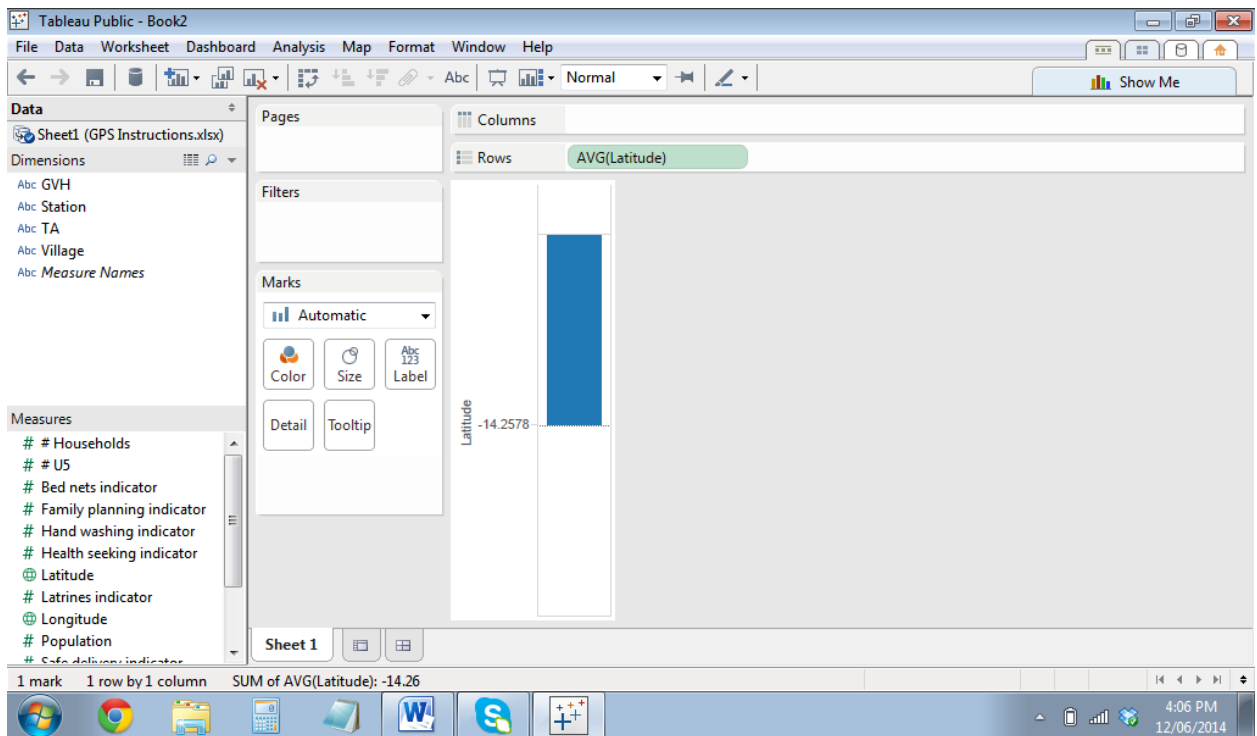 Tableau Public - Book2
File Data Worksheet Dashboard Analysis Map Format Window Help
Abc Normal
Show Me
Data
Sheet1 (GPS Instructions.xlsx)
Dimensions
Abc GVH
Abc Station
Abc TA
Abc Village
Abc Measure Names
Measures
# # Households
# # U5
# Bed nets indicator
# Family planning indicator
# Hand washing indicator
# Health seeking indicator
Latitude
# Latrines indicator
Longitude
# Population
# Safe delivery indicator
Pages
Filters
Marks
Automatic
Color
Size
Abc
123
Label
Detail
Tooltip
Columns
Rows AVG(Latitude)
Latitude
-14.2578
Sheet 1
1 mark 1 row by 1 column SUM of AVG(Latitude): -14.26
W
S
4:06 PM
12/06/2014